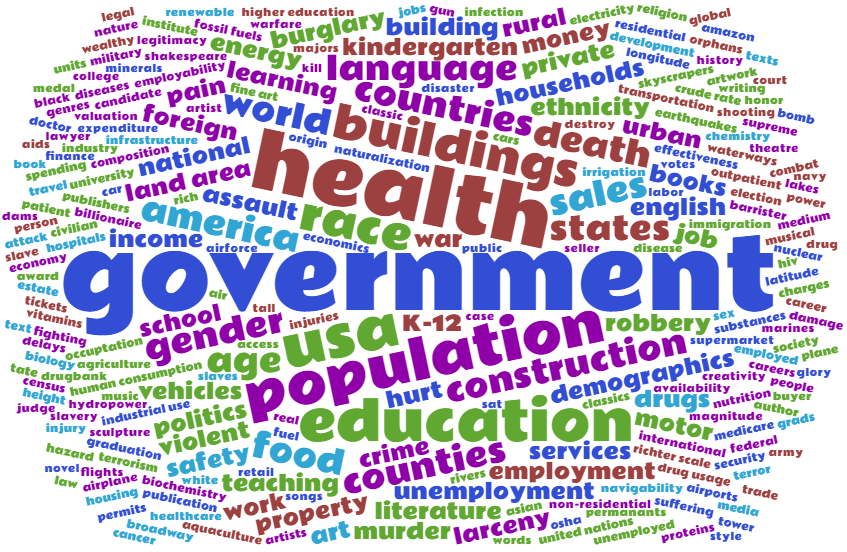 legal
renewable
higher education
jobs
gun
infection
electricity
religion
global
nature
institute
fossil fuels
warfare
burglary
building
rural
residential
orphans
amazon
wealthy
legitimacy
shakespeare
energy
majors
kindergarten
money
development
texts
units
military
kill
language
private
longitude
history
minerals
college
employability
learning
disaster
households
skyscrapers
artwork
court
medal
black
diseases
pain
fine art
countries
transportation
crude rate
writing
honor
genres
candidate
artist
classic
ethnicity
shooting
bomb
valuation
foreign
world
buildings
cars
destroy
earthquakes
supreme
doctor
expenditure
death
urban
chemistry
theatre
lawyer
infrastructure
origin
naturalization
effectiveness
waterways
aids
industry
national
health
votes
combat
finance
composition
irrigation
books
outpatient
navy
book
spending
university
land area
sales
labor
election
lakes
travel
car
rich
assault
english
barrister
power
publishers
patient
billionaire
america
race
states
immigration
medium
dams
person
civilian
war
job
musical
drug
attack
hospitals
income
airforce
economics
public
seller
disease
nuclear
slave
economy
government
hiv
latitude
award
estate
air
charges
tickets
tall
career
vitamins
school
injuries
K-12
case
population
robbery
sex
substances
damage
text
fighting
gender
usa
marines
delays
occupation
access
supermarket
society
biology
agriculture
age
construction
employed
plane
tate
drugbank
human consumption
slaves
demographics
careers
glory
census
music
vehicles
hurt
availability
creativity
people
height
hydropower
classics
drugs
nutrition
buyer
judge
slavery
industrial use
politics
real
sat
education
magnitude
author
injury
sculpture
violent
fuel
motor
medicare
grads
graduation
food
crime
international
federal
hazard
terrorism
safety
counties
services
richter scale
security
army
novel
flights
white
retail
rivers
employment
drug usage
terror
law
airplane
biochemistry
teaching
unemployment
navigability
airports
trade
housing
publication
work
songs
property
literature
asian
non-residential
suffering
media
permits
healthcare
permanants
tower
broadway
aquaculture
artists
art
murder
larceny
osha
united nations
unemployed
proteins
style
cancer
words